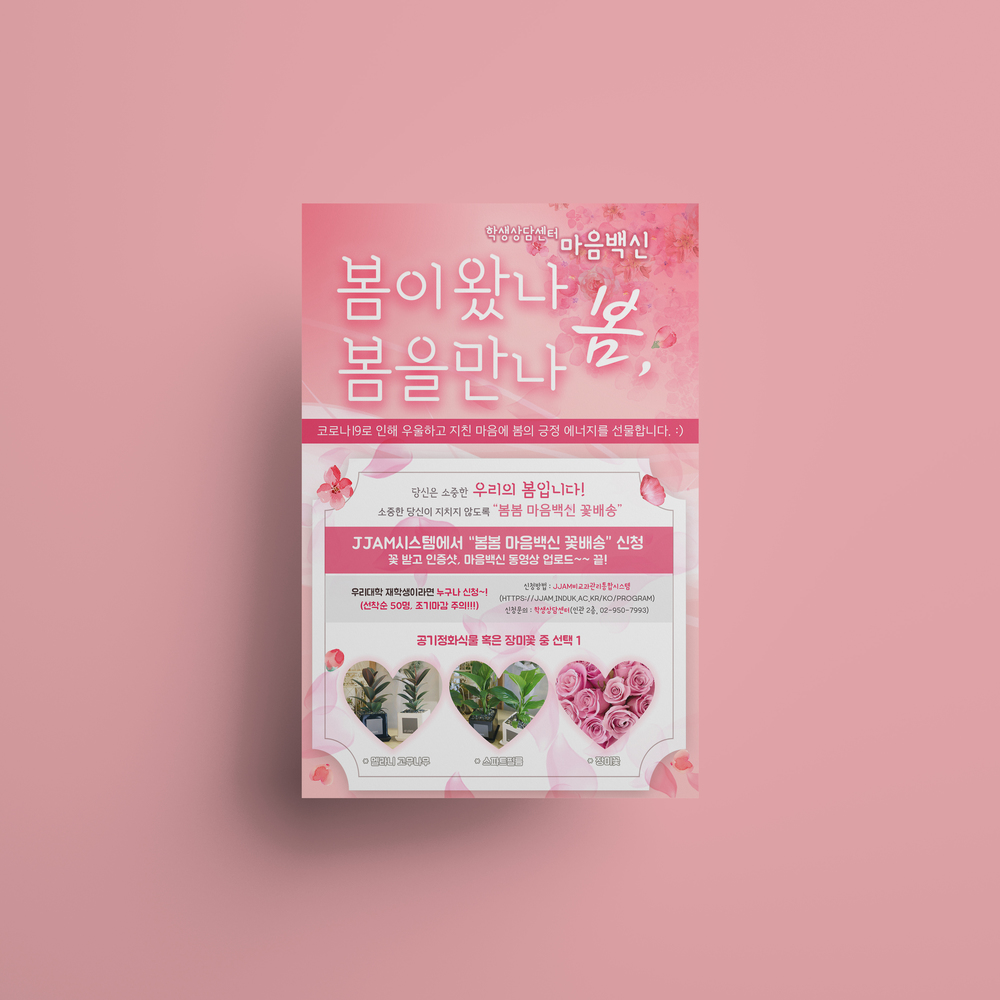 학생상담센터 마음백신
봄이 왔나 봄,
봄을 만나
코로나19로 인해 우울하고 지친 마음에 봄의 긍정 에너지를 선물합니다. :)
당신은 소중한 우리의 봄입니다!
소중한 당신이 지치지 않도록 "봄봄 마음백신 꽃배송"
JJAM시스템에서 "봄봄 마음백신 꽃배송" 신청
꽃 받고 인증샷, 마음백신 동영상 업로드~~ 끝!
우리대학 재학생이라면 누구나 신청~!
(선착순 50명, 조기마감 주의!!!)
신청방법 : JJAM비교과관리통합시스템
(HTTPS://JJAM.INDUK.AC.KR/KO/PROGRAM)
신청문의 : 학생상담센터(인관 2층, 02-950-7993)
공기정화식물 혹은 장미꽃 중 선택 1
멜라니 고무나무
스파트필름
장미꽃